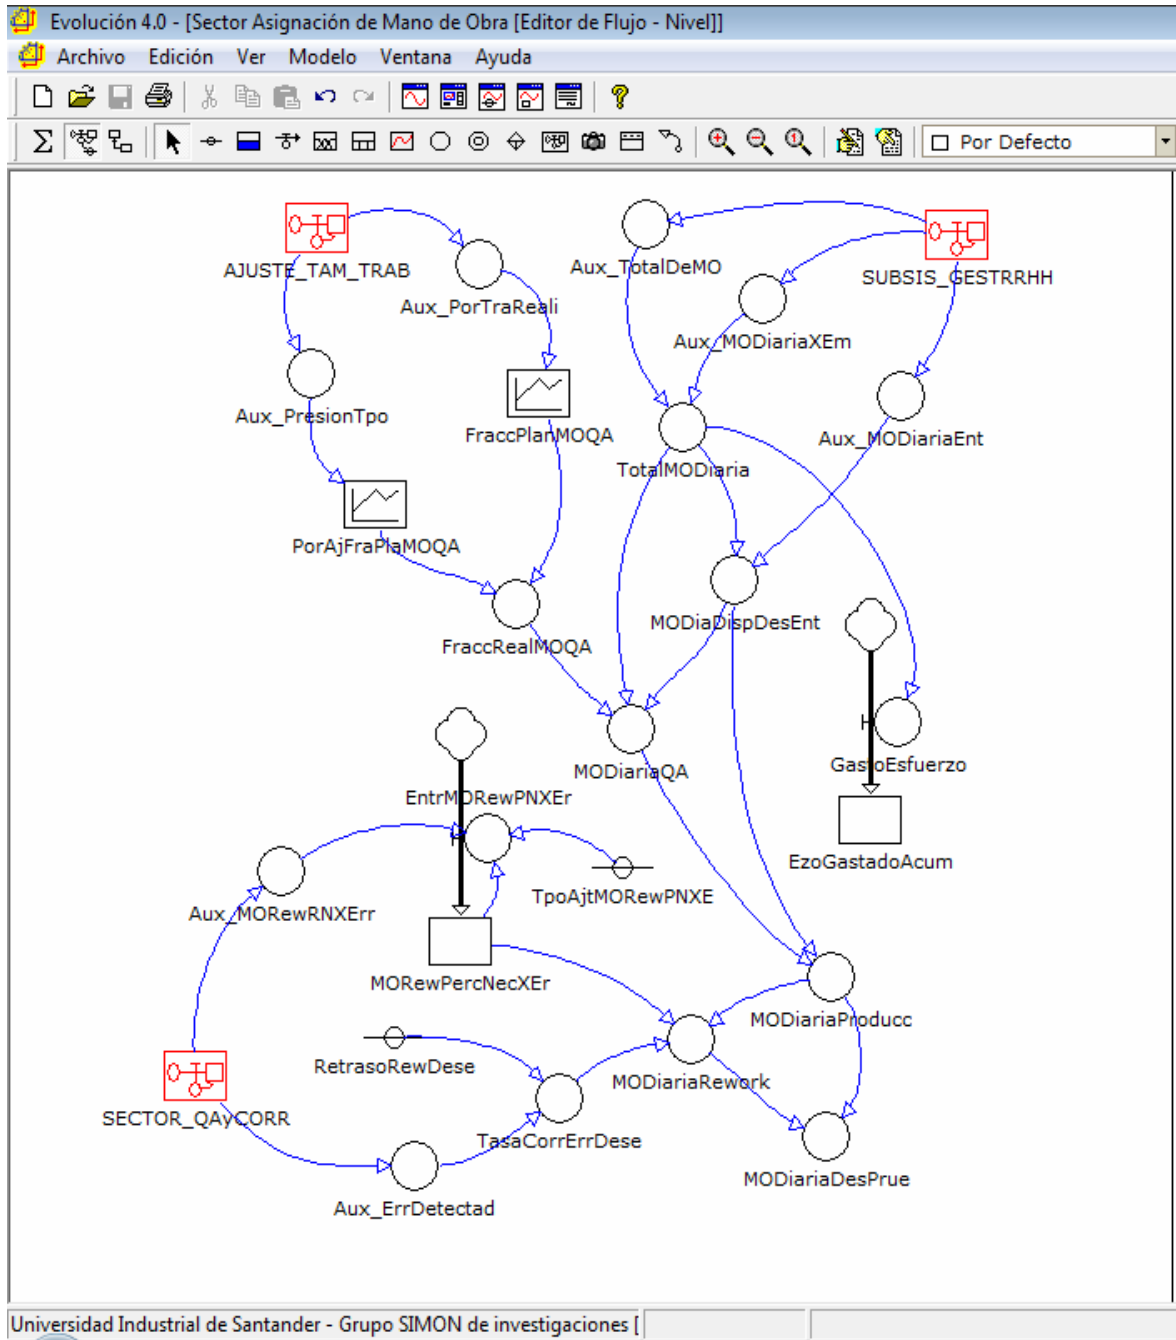 Evolución 4.0 - [Sector Asignación de Mano de Obra [Editor de Flujo - Nivel]]
Archivo Edición Ver Modelo Ventana Ayuda
Por Defecto
AJUSTE_TAM_TRAB
Aux_PorTraReali
Aux_TotalDeMO
SUBSIS_GESTRRHH
Aux_MODiariaXEm
Aux_PresionTpo
FraccPlanMOQA
Aux_MODiariaEnt
TotalMODiaria
PorAjFraPlaMOQA
MODiaDispDesEnt
FraccRealMOQA
MODiariaQA
GastoEsfuerzo
EntrMORewPNXEr
EzoGastadoAcum
TpoAjtMORewPNXE
Aux_MORewRNXErr
MORewPercNecXEr
MODiariaProducc
RetrasoRewDese
MODiariaRework
SECTOR_QAyCORR
TasaCorrErrDese
MODiariaDesPrue
Aux_ErrDetectad
Universidad Industrial de Santander - Grupo SIMON de investigaciones [